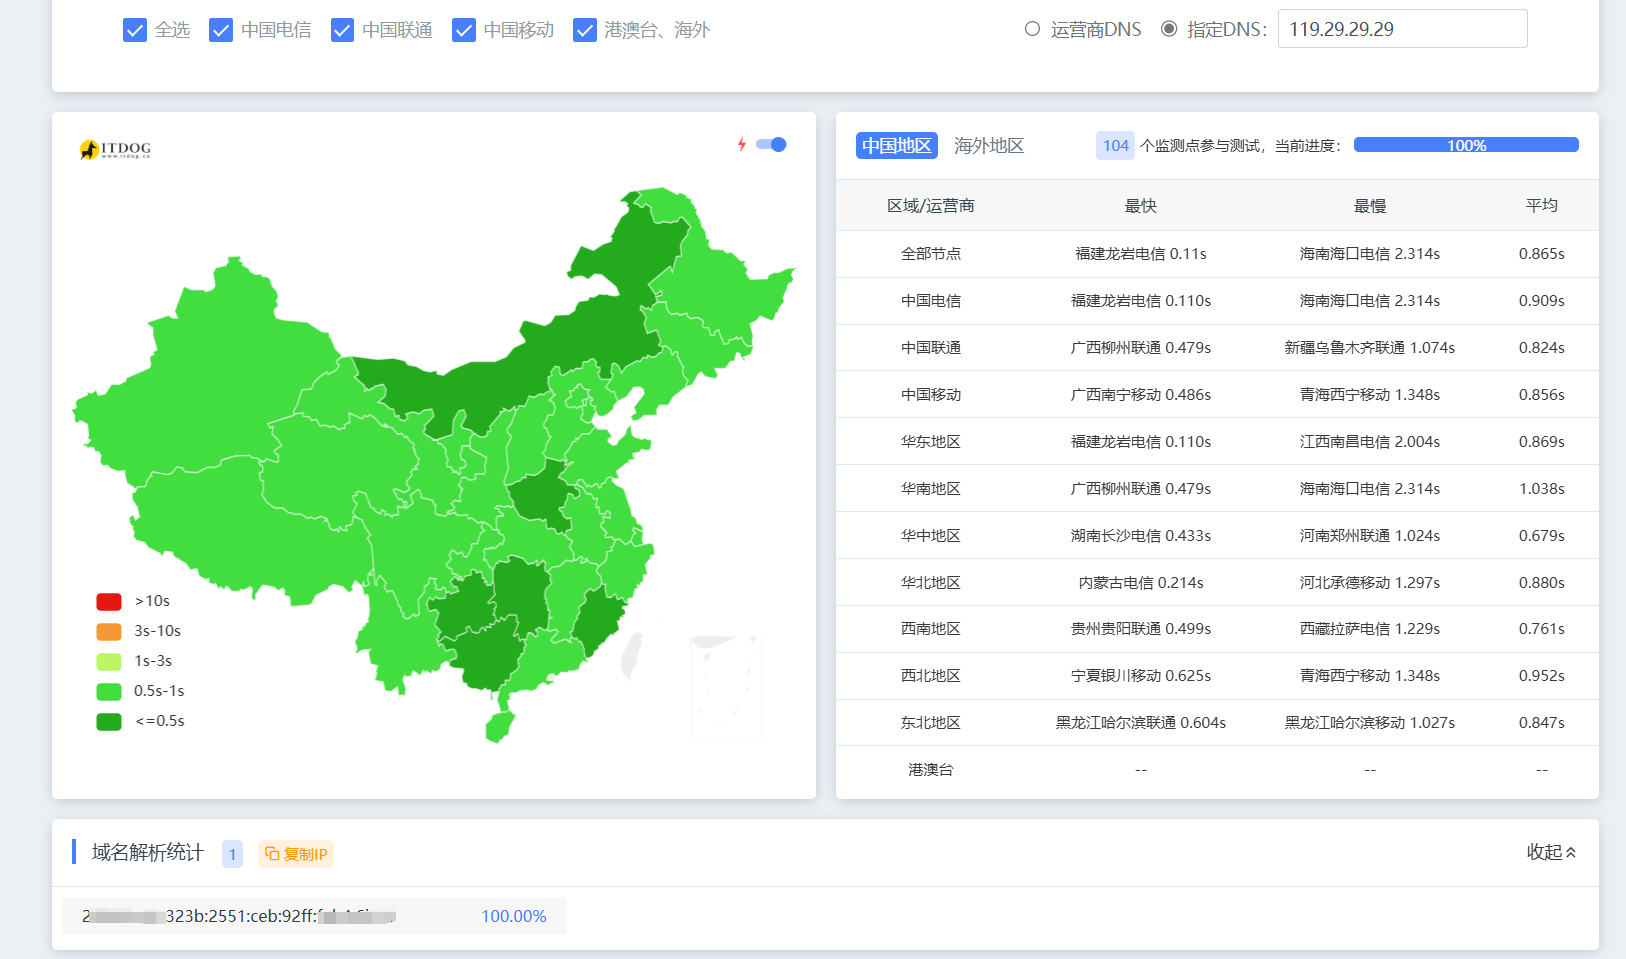 全选 中国电信 中国联通 中国移动 港澳台、海外 运营商DNS 指定DNS: 119.29.29.29
ITDOG
www.itdog.cn
>10s
3s-10s
1s-3s
0.5s-1s
<=0.5s
中国地区 海外地区 104 个监测点参与测试，当前进度： 100%
区域/运营商 最快 最慢 平均
全部节点 福建龙岩电信 0.11s 海南海口电信 2.314s 0.865s
中国电信 福建龙岩电信 0.110s 海南海口电信 2.314s 0.909s
中国联通 广西柳州联通 0.479s 新疆乌鲁木齐联通 1.074s 0.824s
中国移动 广西南宁移动 0.486s 青海西宁移动 1.348s 0.856s
华东地区 福建龙岩电信 0.110s 江西南昌电信 2.004s 0.869s
华南地区 广西柳州联通 0.479s 海南海口电信 2.314s 1.038s
华中地区 湖南长沙电信 0.433s 河南郑州联通 1.024s 0.679s
华北地区 内蒙古电信 0.214s 河北承德移动 1.297s 0.880s
西南地区 贵州贵阳联通 0.499s 西藏拉萨电信 1.229s 0.761s
西北地区 宁夏银川移动 0.625s 青海西宁移动 1.348s 0.952s
东北地区 黑龙江哈尔滨联通 0.604s 黑龙江哈尔滨移动 1.027s 0.847s
港澳台 -- -- --
域名解析统计 1 复制IP 收起
2 323b:2551:ceb:92ff: 100.00%